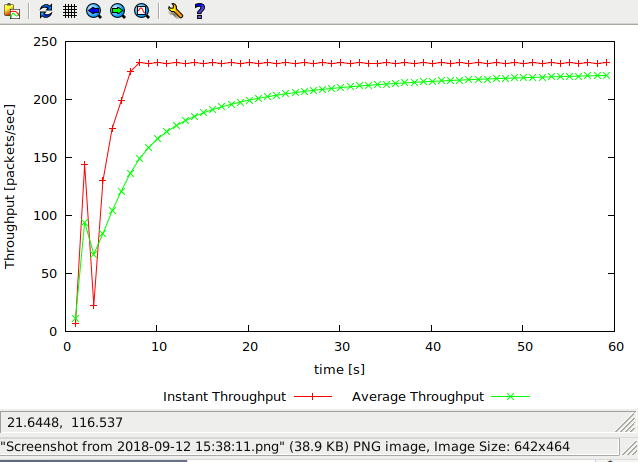 250
200
150
100
50
0
Throughput [packets/sec]
0 10 20 30 40 50 60
time [s]
Instant Throughput Average Throughput
21.6448, 116.537
"Screenshot from 2018-09-12 15:38:11.png" (38.9 KB) PNG image, Image Size: 642x464